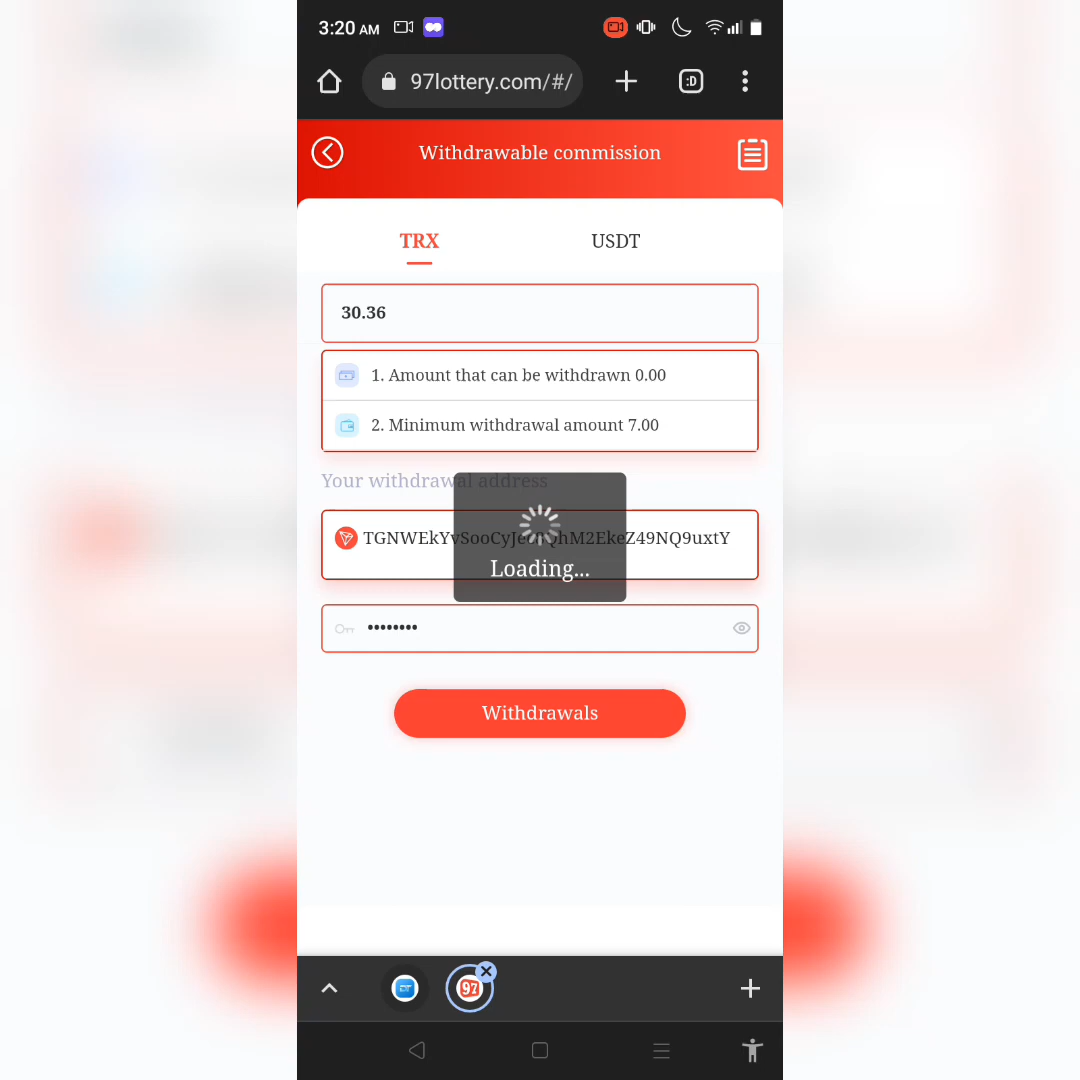 3:20 AM
97lottery.com/#/
:D
Withdrawable commission
TRX
USDT
30.36
1. Amount that can be withdrawn 0.00
2. Minimum withdrawal amount 7.00
Your withdrawal address
Loading...
••••••••
Withdrawals
97